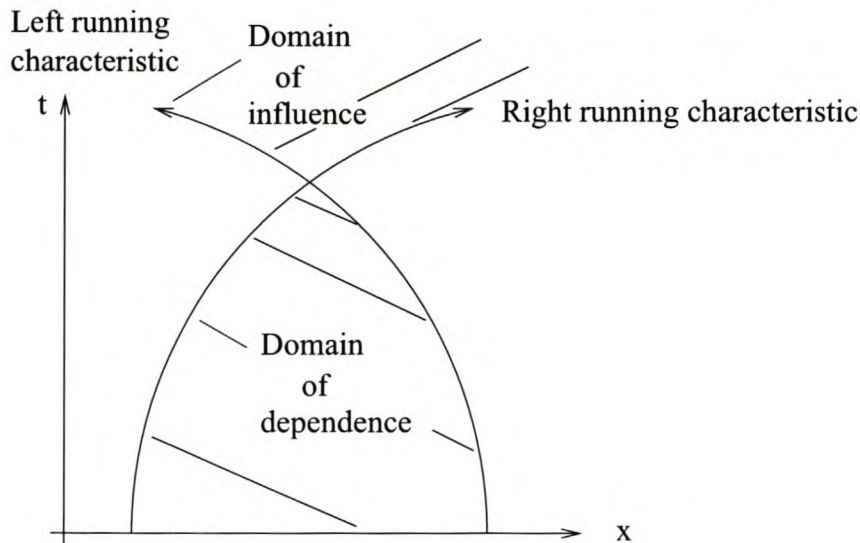 Left running
characteristic
Domain
of
influence
t
Right running characteristic
Domain
of
dependence
x